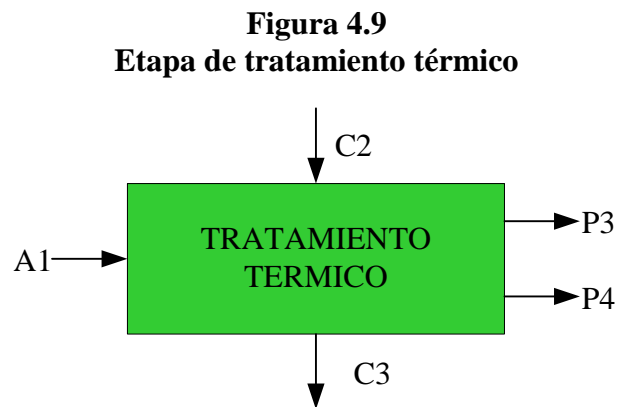 Figura 4.9
Etapa de tratamiento térmico
C2
TRATAMIENTO
TERMICO
A1
P3
P4
C3